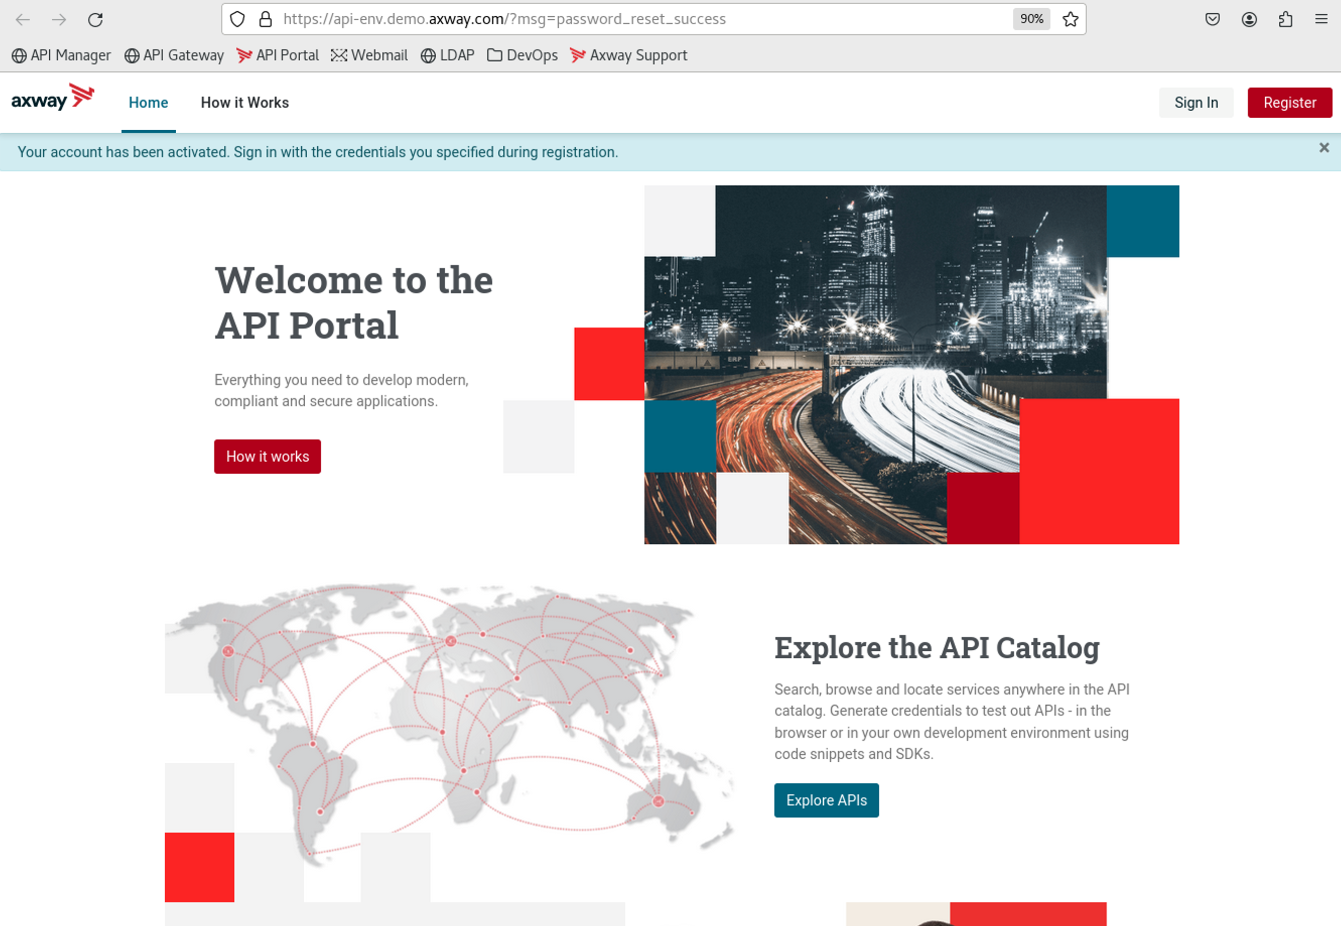 https://api-env.demo.axway.com/?msg=password_reset_success
90%
API Manager
API Gateway
API Portal
Webmail
LDAP
DevOps
Axway Support
axway
Home
How it Works
Sign In
Register
Your account has been activated. Sign in with the credentials you specified during registration.
×
Welcome to the
API Portal
Everything you need to develop modern,
compliant and secure applications.
How it works
ERP
Explore the API Catalog
Search, browse and locate services anywhere in the API
catalog. Generate credentials to test out APIs - in the
browser or in your own development environment using
code snippets and SDKs.
Explore APIs